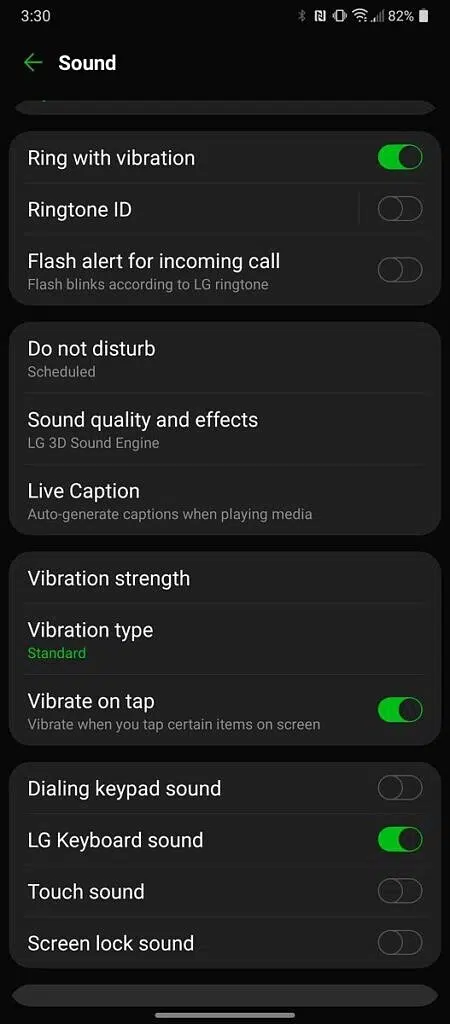 3:30
82%
Sound
Ring with vibration
Ringtone ID
Flash alert for incoming call
Flash blinks according to LG ringtone
Do not disturb
Scheduled
Sound quality and effects
LG 3D Sound Engine
Live Caption
Auto-generate captions when playing media
Vibration strength
Vibration type
Standard
Vibrate on tap
Vibrate when you tap certain items on screen
Dialing keypad sound
LG Keyboard sound
Touch sound
Screen lock sound